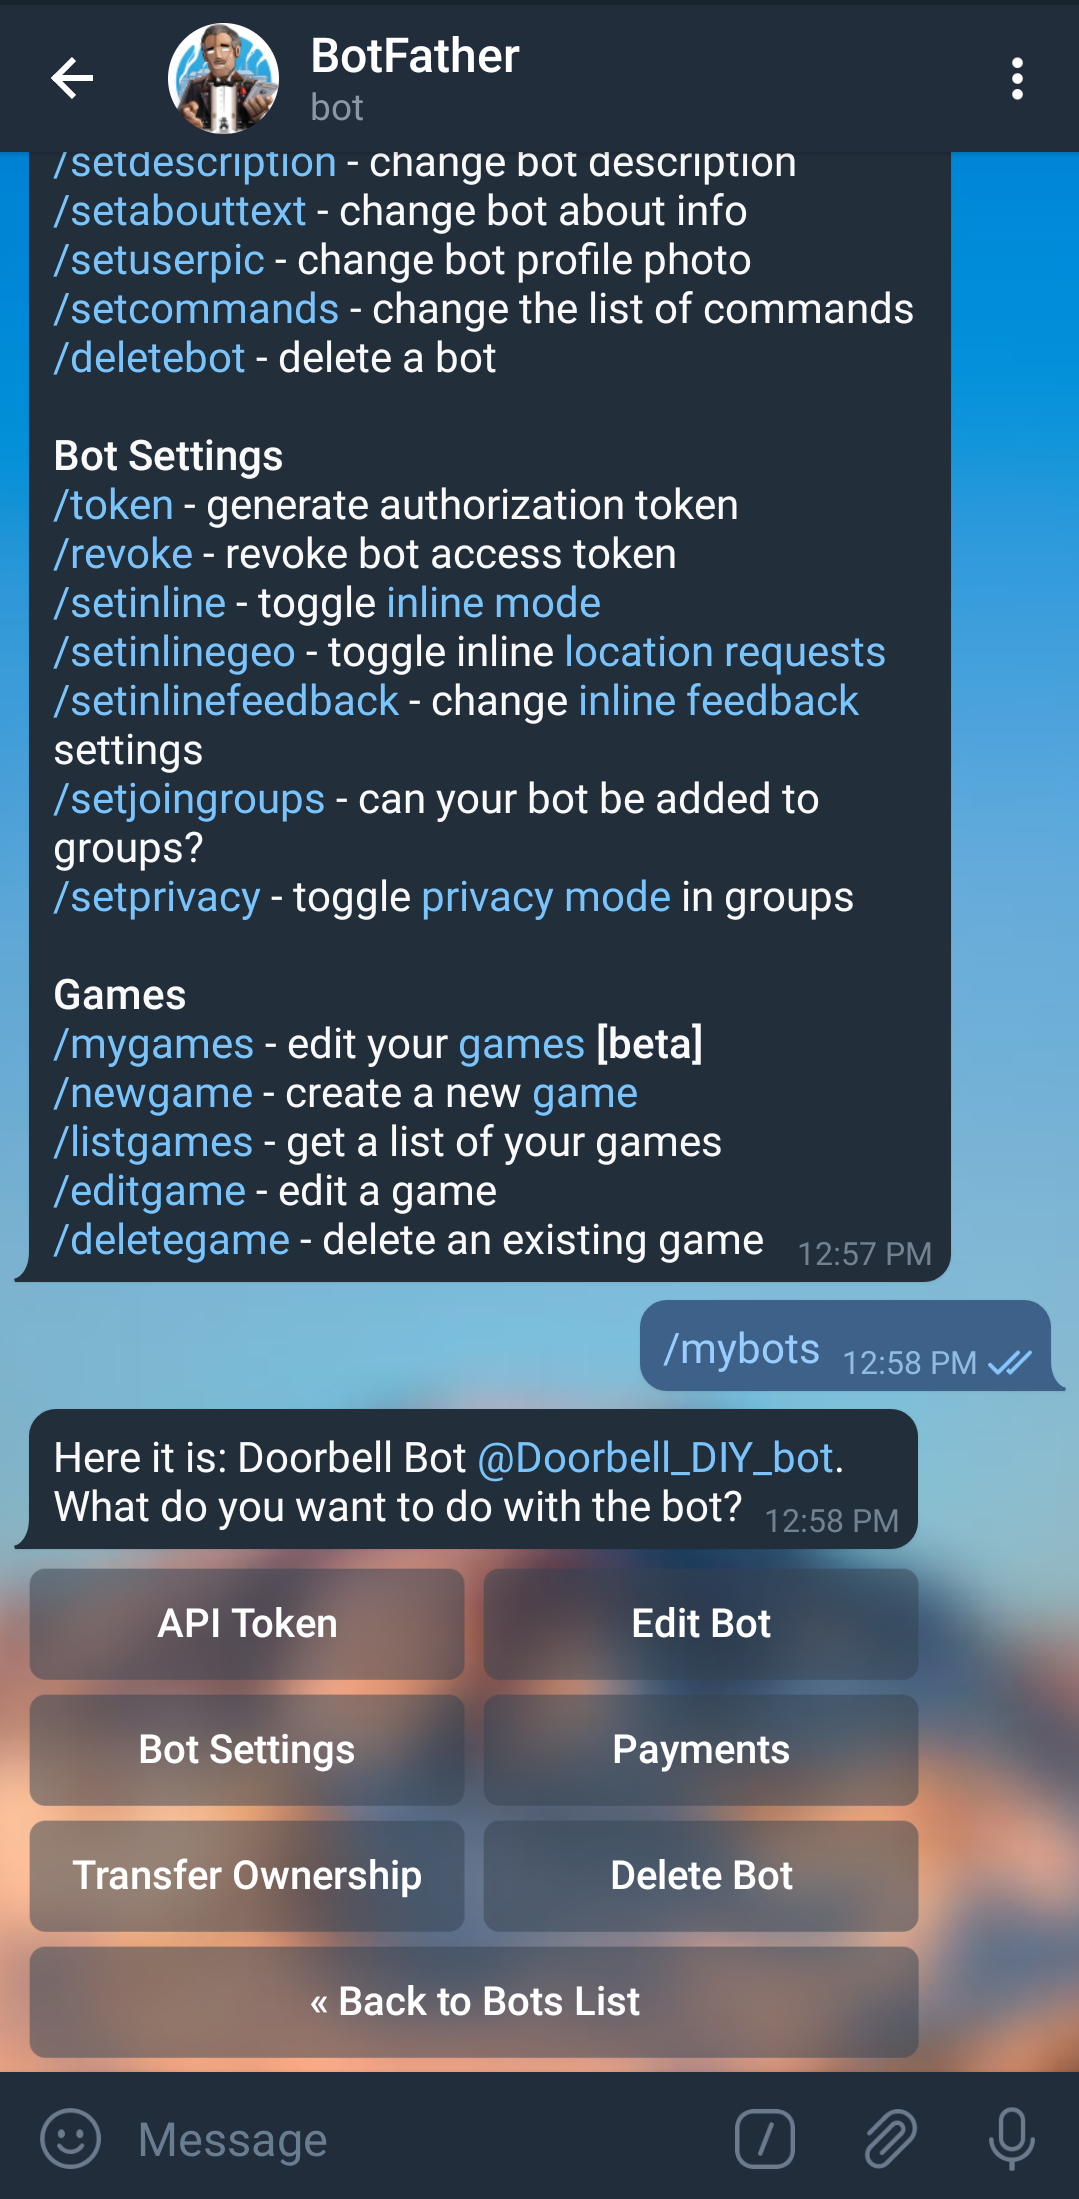 BotFather
bot
/setdescription - change bot description
/setabouttext - change bot about info
/setuserpic - change bot profile photo
/setcommands - change the list of commands
/deletebot - delete a bot
Bot Settings
/token - generate authorization token
/revoke - revoke bot access token
/setinline - toggle inline mode
/setinlinegeo - toggle inline location requests
/setinlinefeedback - change inline feedback
settings
/setjoingroups - can your bot be added to
groups?
/setprivacy - toggle privacy mode in groups
Games
/mygames - edit your games [beta]
/newgame - create a new game
/listgames - get a list of your games
/editgame - edit a game
/deletegame - delete an existing game 12:57 PM
/mybots 12:58 PM
Here it is: Doorbell Bot @Doorbell_DIY_bot.
What do you want to do with the bot? 12:58 PM
API Token Edit Bot
Bot Settings Payments
Transfer Ownership Delete Bot
« Back to Bots List
Message